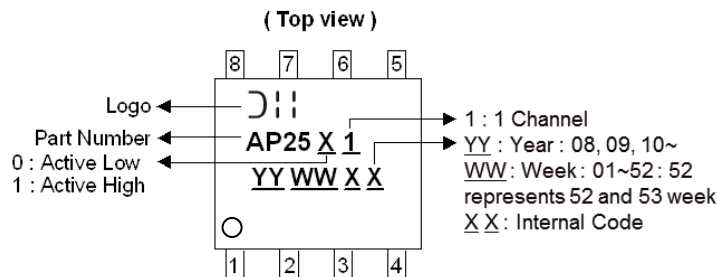 ( Top view )
8 7 6 5
Logo
Part Number
0 : Active Low
1 : Active High
AP25 X 1
YY WW X X
1 : 1 Channel
YY : Year : 08, 09, 10~
WW : Week : 01~52 : 52
represents 52 and 53 week
X X : Internal Code
1 2 3 4